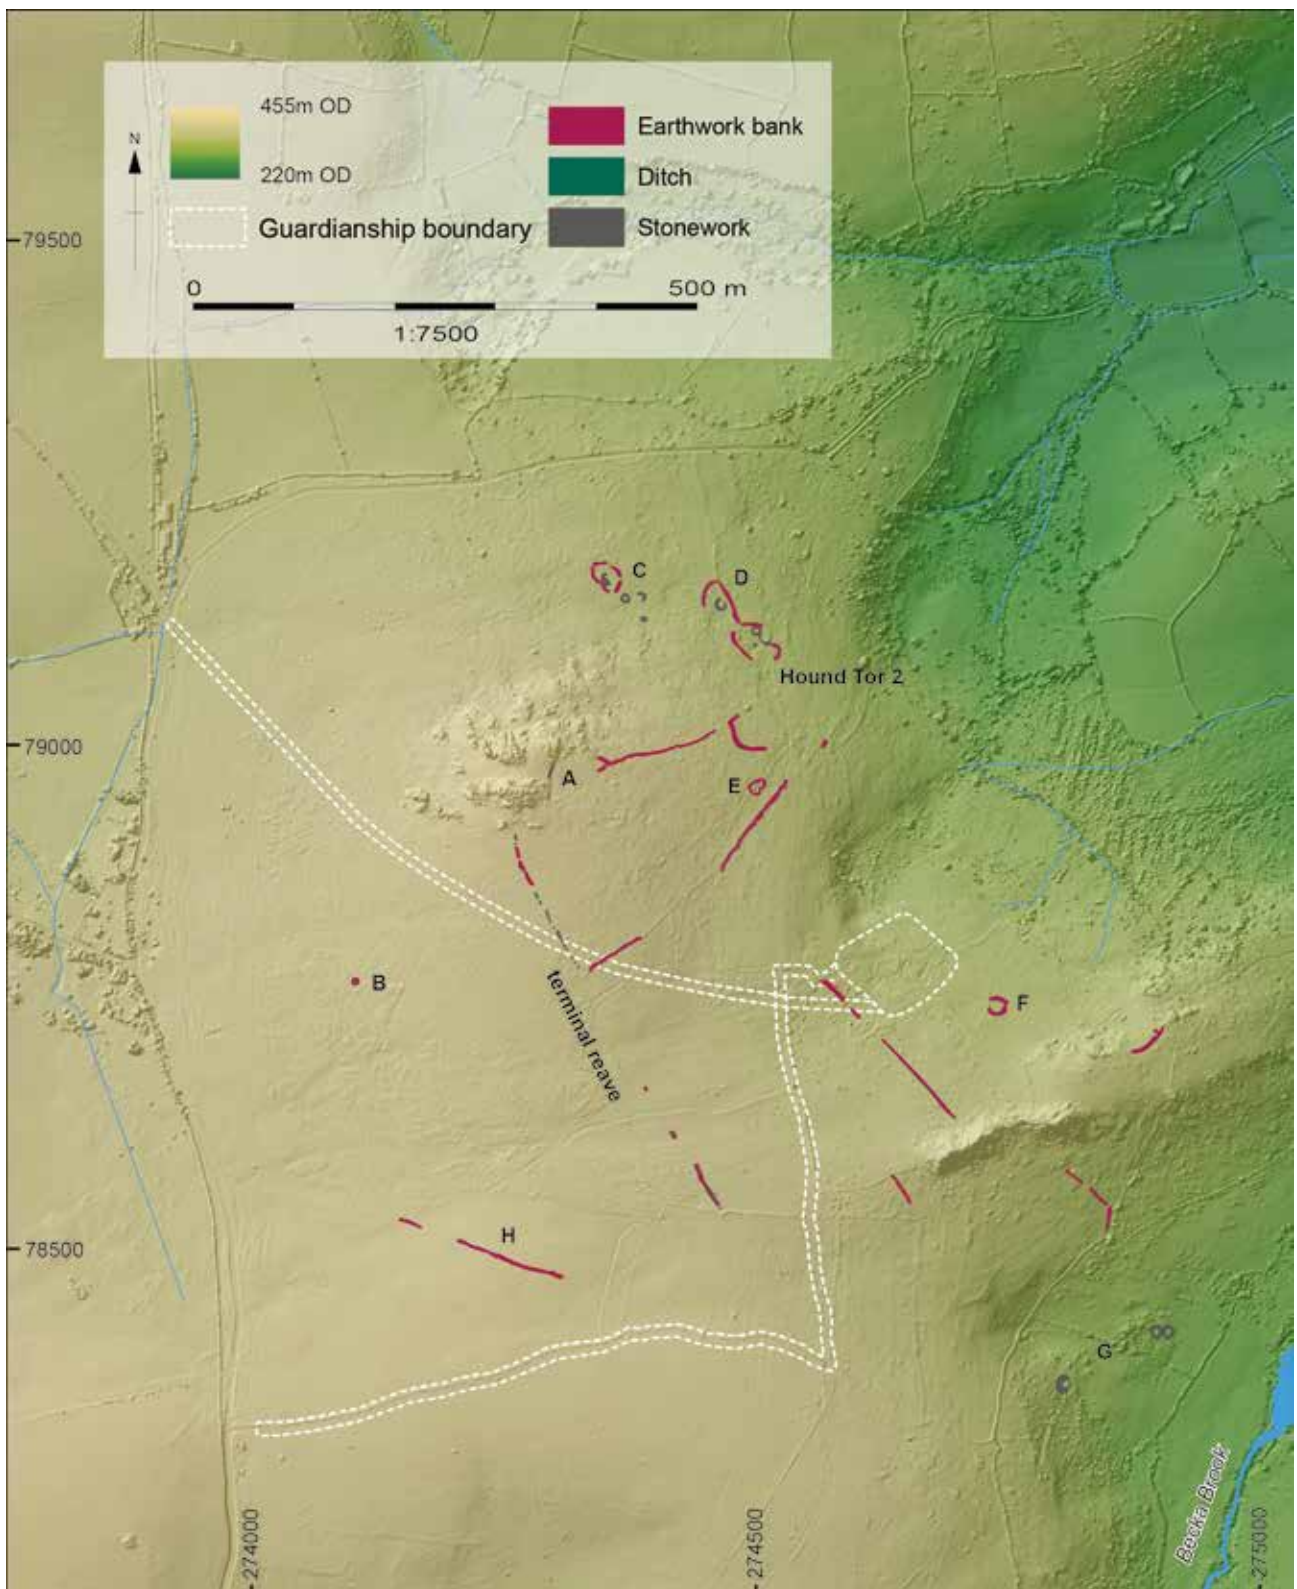 455m OD
Earthwork bank
N
220m OD
Ditch
Guardianship boundary
Stonework
79500
0
500 m
1:7500
C
D
Hound Tor 2
79000
A
E
B
F
terminal reave
H
78500
G
Becka Brook
274000
274500
275000